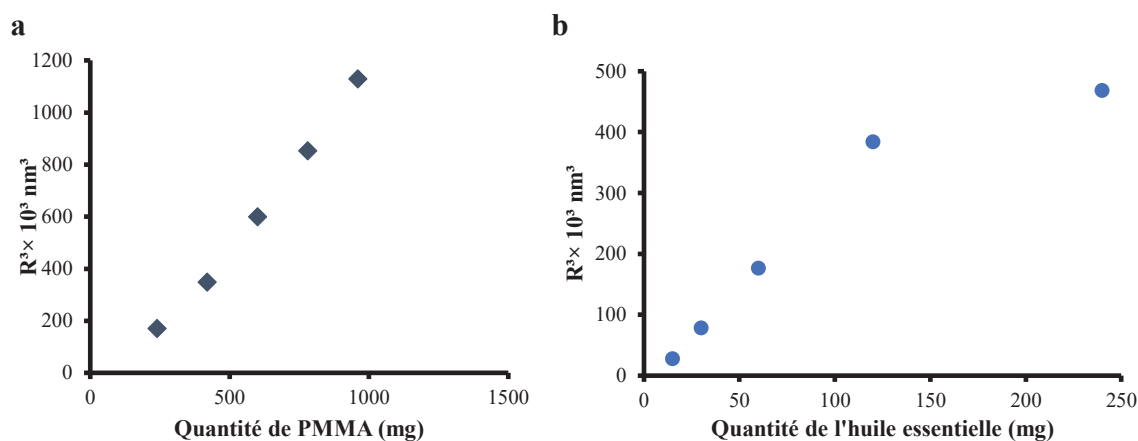 a
1200
1000
800
600
400
200
0
R³× 10³ nm³
0 500 1000 1500
Quantité de PMMA (mg)
b
500
400
300
200
100
0
R³× 10³ nm³
0 50 100 150 200 250
Quantité de l'huile essentielle (mg)